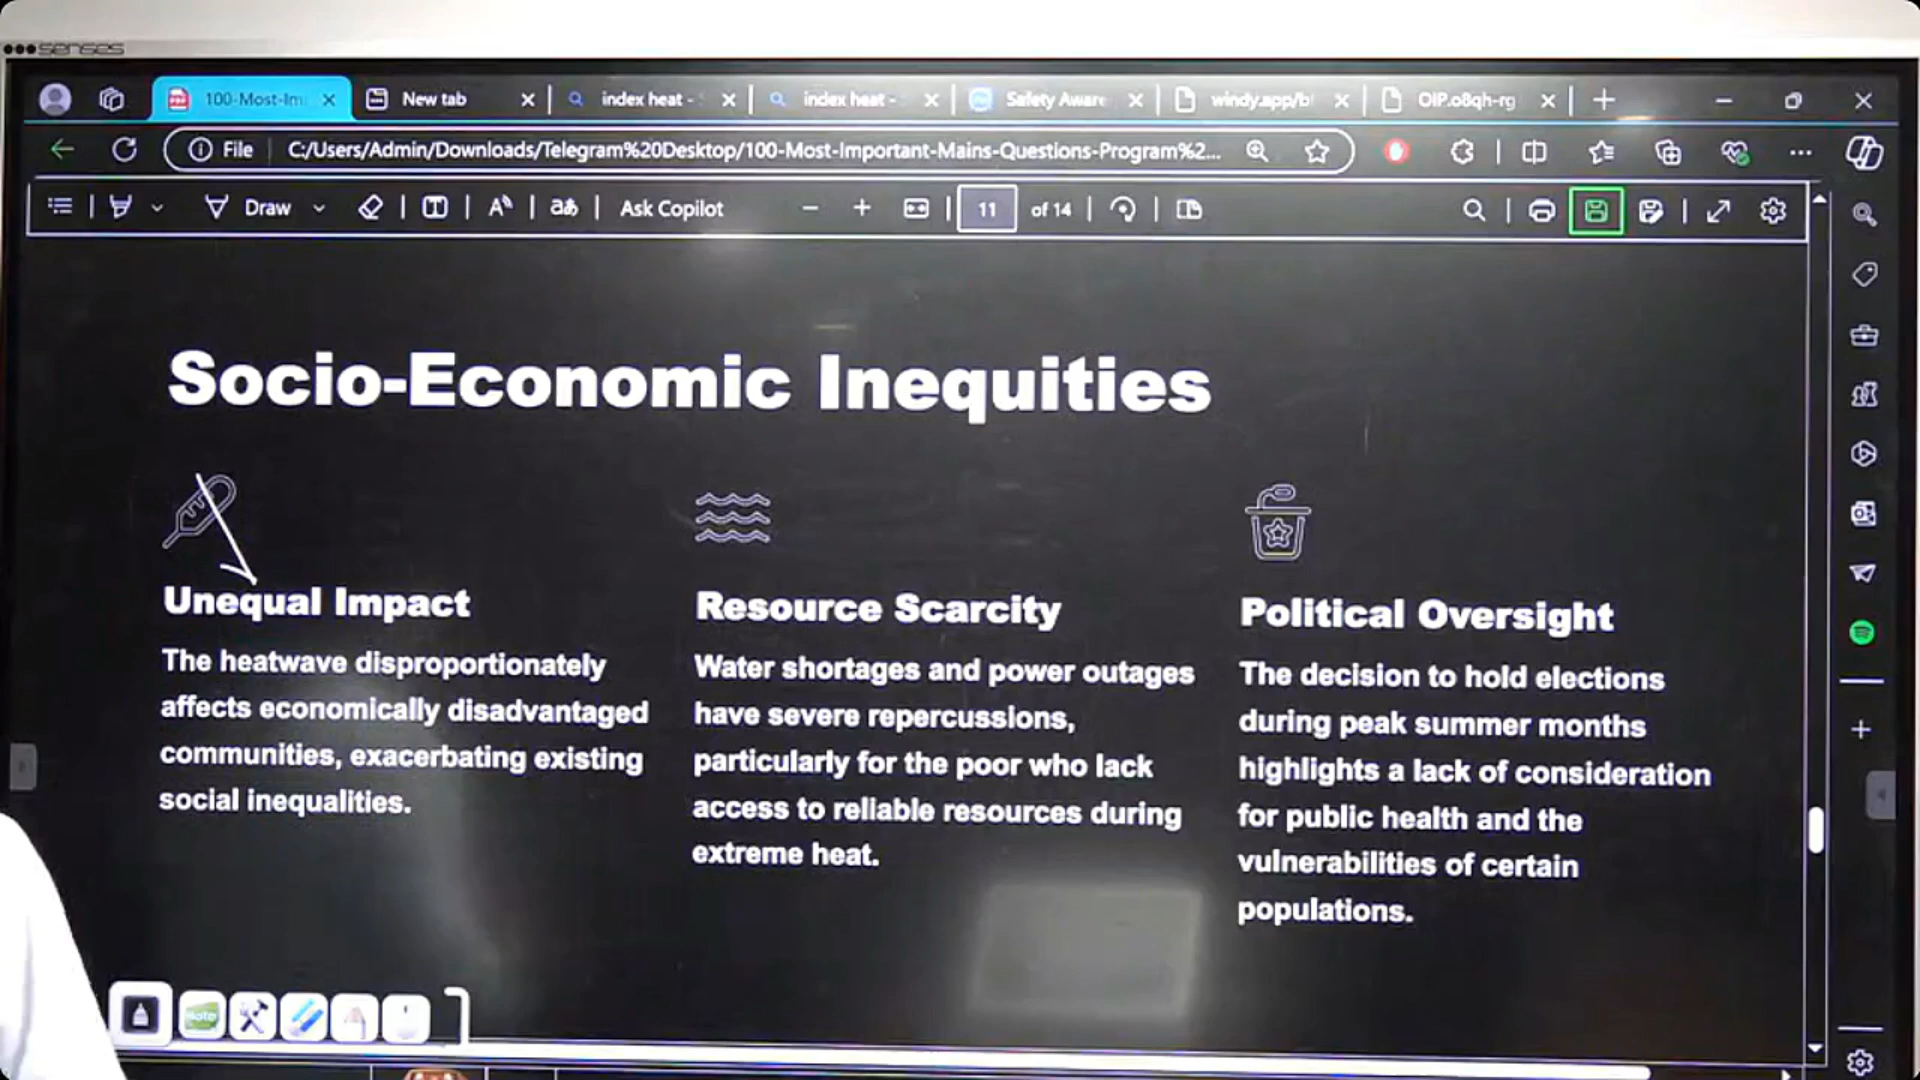 senses
100-Most-Im
New tab
index heat -
index heat -
Safety Aware
windy.app/b
OIP.o8qh-rg
File
C:/Users/Admin/Downloads/Telegram%20Desktop/100-Most-Important-Mains-Questions-Program%2...
Draw
Ask Copilot
11 of 14
Socio-Economic Inequities
Unequal Impact
The heatwave disproportionately
affects economically disadvantaged
communities, exacerbating existing
social inequalities.
Resource Scarcity
Water shortages and power outages
have severe repercussions,
particularly for the poor who lack
access to reliable resources during
extreme heat.
Political Oversight
The decision to hold elections
during peak summer months
highlights a lack of consideration
for public health and the
vulnerabilities of certain
populations.